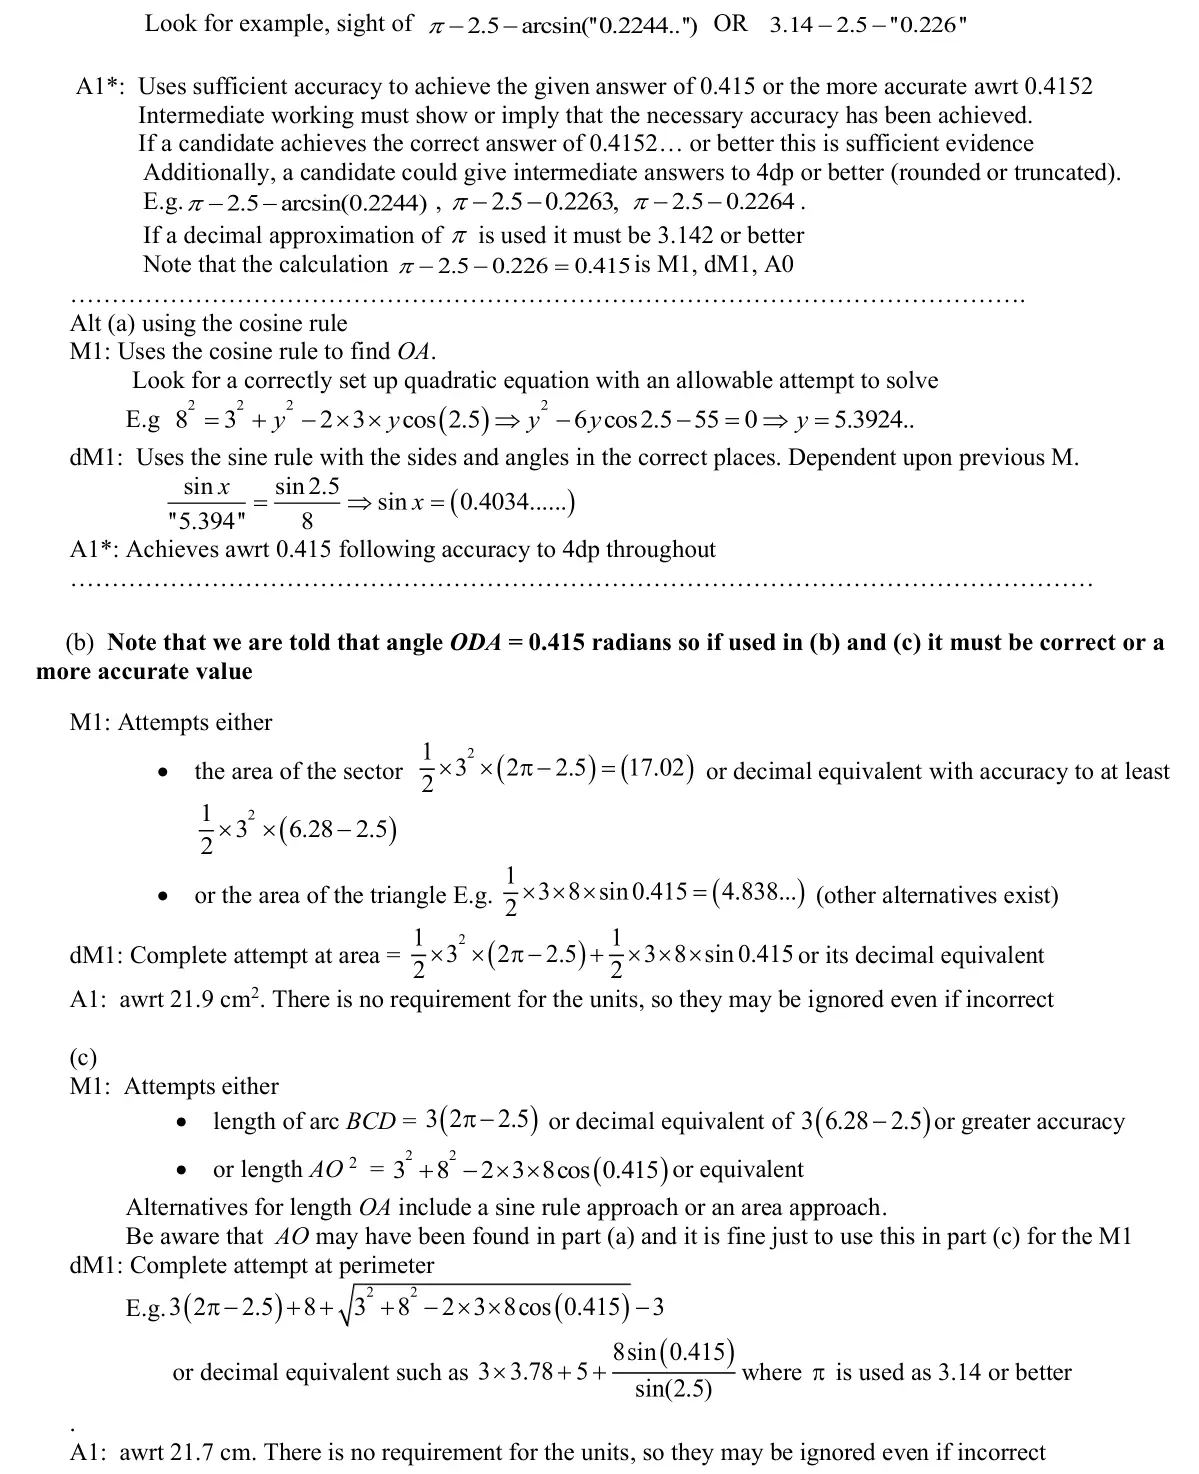 Look for example, sight of π − 2.5 − arcsin("0.2244..") OR 3.14 − 2.5 − "0.226"
A1*: Uses sufficient accuracy to achieve the given answer of 0.415 or the more accurate awrt 0.4152
Intermediate working must show or imply that the necessary accuracy has been achieved.
If a candidate achieves the correct answer of 0.4152… or better this is sufficient evidence
Additionally, a candidate could give intermediate answers to 4dp or better (rounded or truncated).
E.g. π − 2.5 − arcsin(0.2244) , π − 2.5 − 0.2263, π − 2.5 − 0.2264 .
If a decimal approximation of π is used it must be 3.142 or better
Note that the calculation π − 2.5 − 0.226 = 0.415 is M1, dM1, A0
……………………………………………………………………………………………………….
Alt (a) using the cosine rule
M1: Uses the cosine rule to find OA.
Look for a correctly set up quadratic equation with an allowable attempt to solve
E.g 8² = 3² + y² − 2×3× y cos(2.5) ⇒ y² − 6y cos 2.5 − 55 = 0 ⇒ y = 5.3924..
dM1: Uses the sine rule with the sides and angles in the correct places. Dependent upon previous M.
sin x / "5.394" = sin 2.5 / 8 ⇒ sin x = (0.4034......)
A1*: Achieves awrt 0.415 following accuracy to 4dp throughout
………………………………………………………………………………………………………………
(b) Note that we are told that angle ODA = 0.415 radians so if used in (b) and (c) it must be correct or a
more accurate value
M1: Attempts either
• the area of the sector 1/2 ×3² ×(2π − 2.5) = (17.02) or decimal equivalent with accuracy to at least
1/2 ×3² ×(6.28 − 2.5)
• or the area of the triangle E.g. 1/2 ×3×8×sin 0.415 = (4.838...) (other alternatives exist)
dM1: Complete attempt at area = 1/2 ×3² ×(2π − 2.5) + 1/2 ×3×8×sin 0.415 or its decimal equivalent
A1: awrt 21.9 cm². There is no requirement for the units, so they may be ignored even if incorrect
(c)
M1: Attempts either
• length of arc BCD = 3(2π − 2.5) or decimal equivalent of 3(6.28 − 2.5) or greater accuracy
• or length AO ² = 3² + 8² − 2×3×8cos(0.415) or equivalent
Alternatives for length OA include a sine rule approach or an area approach.
Be aware that AO may have been found in part (a) and it is fine just to use this in part (c) for the M1
dM1: Complete attempt at perimeter
E.g. 3(2π − 2.5) + 8 + √(3² + 8² − 2×3×8cos(0.415)) − 3
or decimal equivalent such as 3×3.78 + 5 + 8sin(0.415) / sin(2.5) where π is used as 3.14 or better
.
A1: awrt 21.7 cm. There is no requirement for the units, so they may be ignored even if incorrect